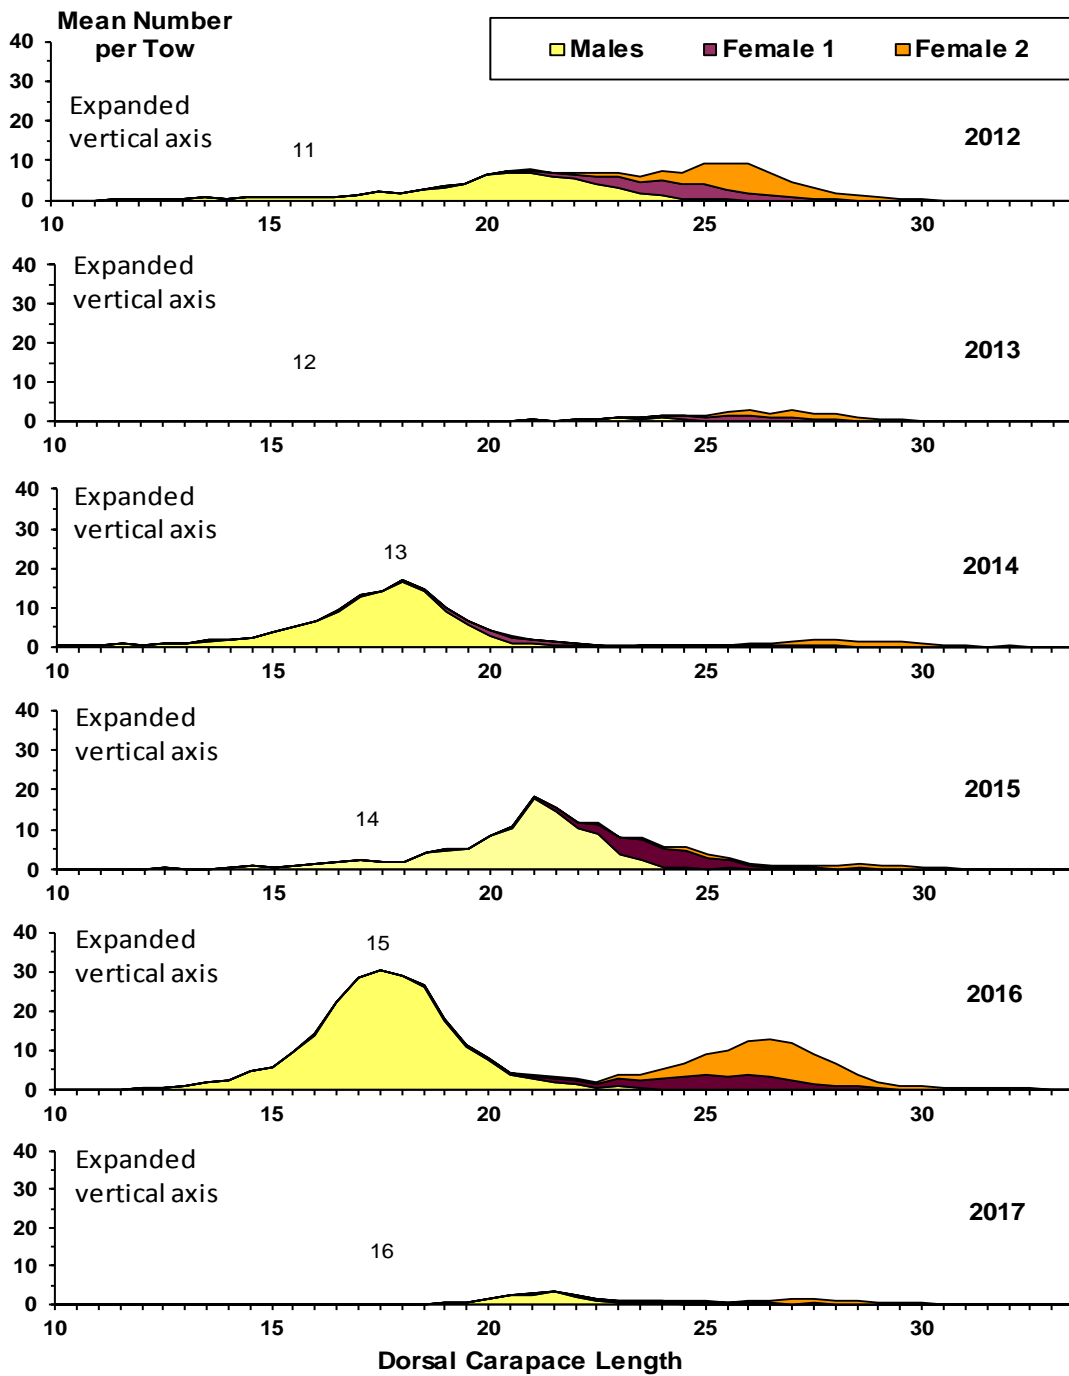 Mean Number
per Tow
Males Female 1 Female 2
40
30
20
10
0
Expanded
vertical axis
11
2012
10 15 20 25 30
40
30
20
10
0
Expanded
vertical axis
12
2013
10 15 20 25 30
40
30
20
10
0
Expanded
vertical axis
13
2014
10 15 20 25 30
40
30
20
10
0
Expanded
vertical axis
14
2015
10 15 20 25 30
40
30
20
10
0
Expanded
vertical axis
15
2016
10 15 20 25 30
40
30
20
10
0
Expanded
vertical axis
16
2017
10 15 20 25 30
Dorsal Carapace Length